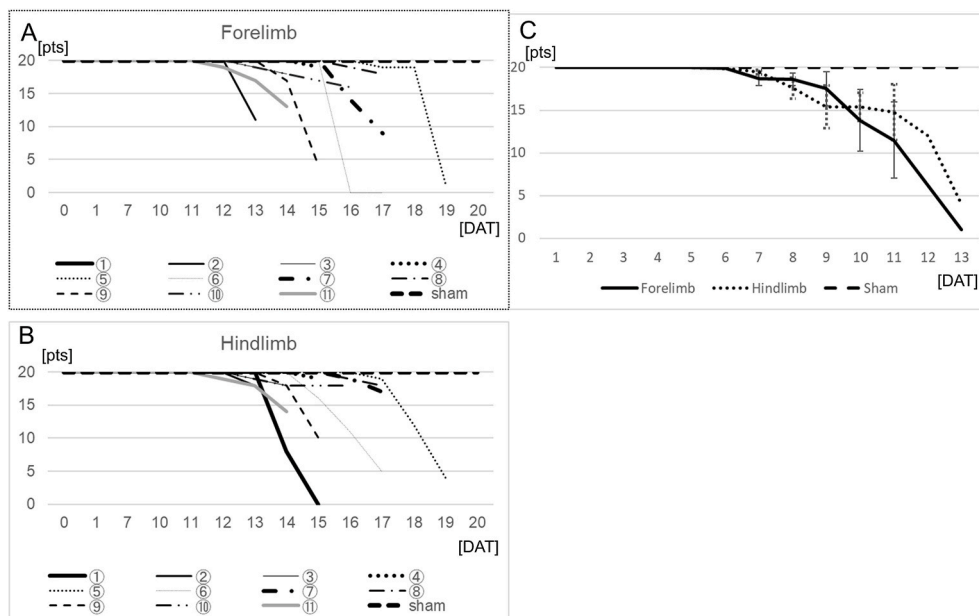 A
Forelimb
[pts]
20
15
10
5
0
0 1 7 10 11 12 13 14 15 16 17 18 19 20
[DAT]
① ② ③ ④
⑤ ⑥ ⑦ ⑧
⑨ ⑩ ⑪ sham
B
Hindlimb
[pts]
20
15
10
5
0
0 1 7 10 11 12 13 14 15 16 17 18 19 20
[DAT]
① ② ③ ④
⑤ ⑥ ⑦ ⑧
⑨ ⑩ ⑪ sham
C
[pts]
20
15
10
5
0
1 2 3 4 5 6 7 8 9 10 11 12 13
[DAT]
Forelimb Hindlimb Sham